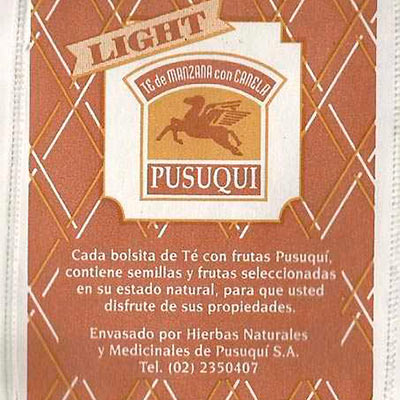 LIGHT
TÉ de MANZANA con CANELA
PUSUQUI
Cada bolsita de Té con frutas Pusuquí,
contiene semillas y frutas seleccionadas
en su estado natural, para que usted
disfrute de sus propiedades.
Envasado por Hierbas Naturales
y Medicinales de Pusuquí S.A.
Tel. (02) 2350407